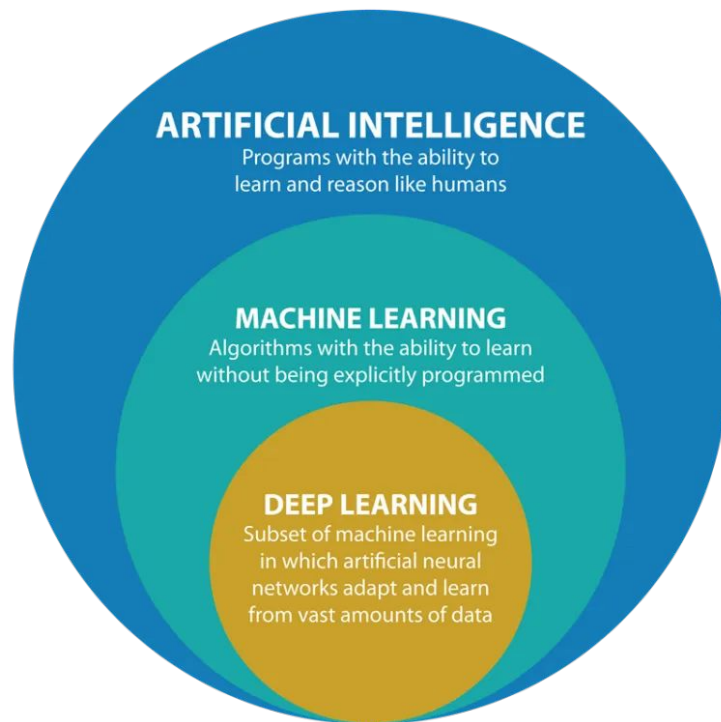 ARTIFICIAL INTELLIGENCE
Programs with the ability to
learn and reason like humans
MACHINE LEARNING
Algorithms with the ability to learn
without being explicitly programmed
DEEP LEARNING
Subset of machine learning
in which artificial neural
networks adapt and learn
from vast amounts of data